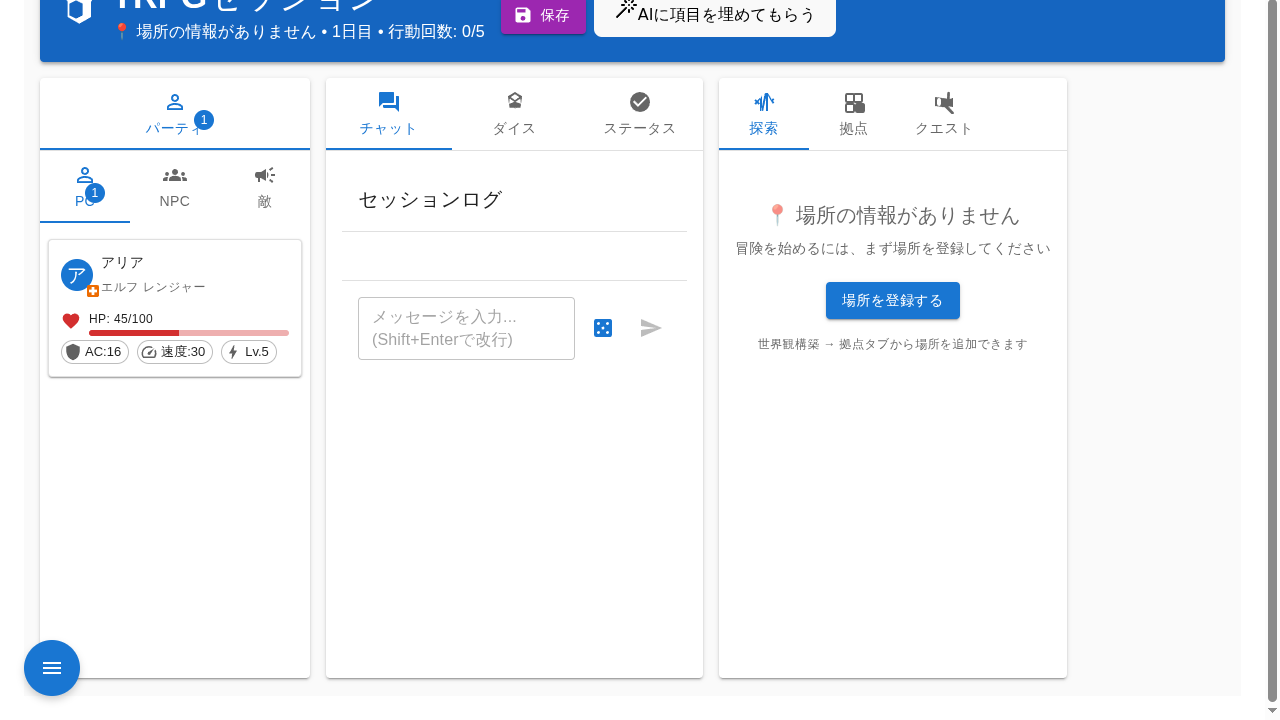 TRPGセッション
📍 場所の情報がありません • 1日目 • 行動回数: 0/5
保存
AIに項目を埋めてもらう
パーティ
1
PC
1
NPC
敵
ア
アリア
エルフ レンジャー
HP: 45/100
AC:16
速度:30
Lv.5
チャット
ダイス
ステータス
セッションログ
メッセージを入力...
(Shift+Enterで改行)
探索
拠点
クエスト
📍 場所の情報がありません
冒険を始めるには、まず場所を登録してください
場所を登録する
世界観構築 → 拠点タブから場所を追加できます